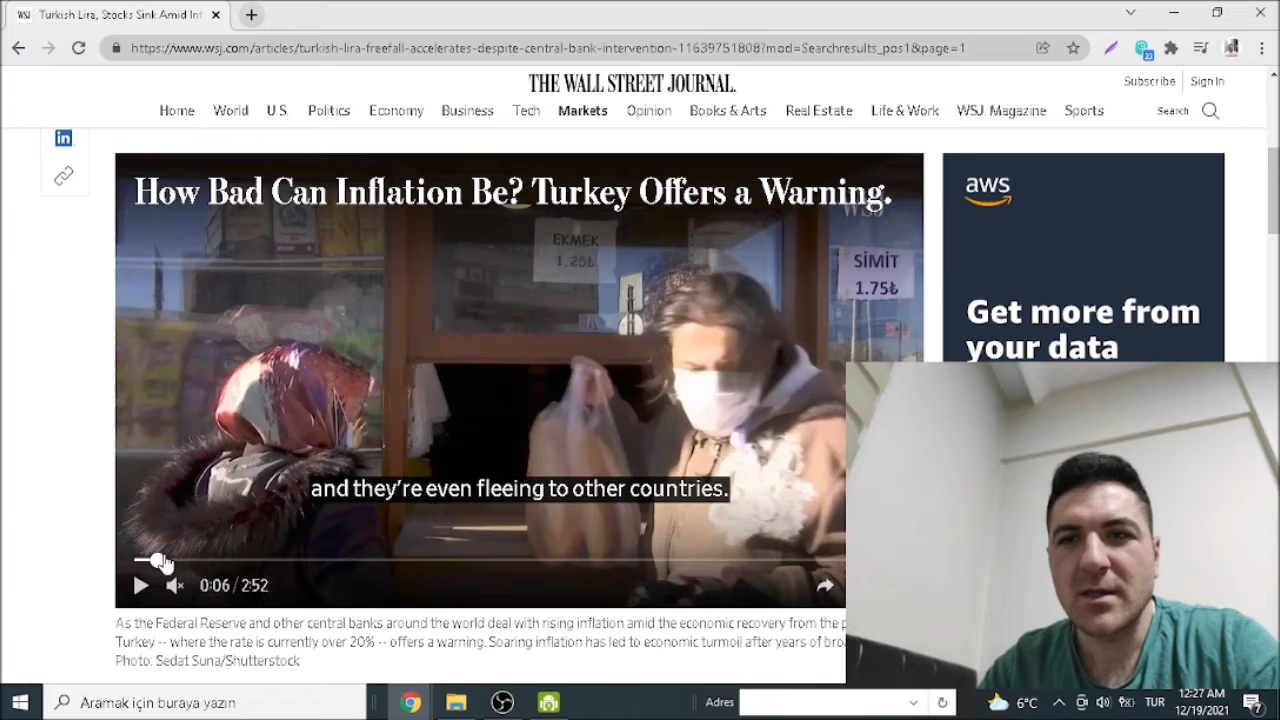 WSJ Turkish Lira, Stocks Sink Amid Inf
https://www.wsj.com/articles/turkish-lira-freefall-accelerates-despite-central-bank-intervention-11639751808?mod=Searchresults_pos1&page=1
23
THE WALL STREET JOURNAL.
Subscribe Sign In
Home World U.S. Politics Economy Business Tech Markets Opinion Books & Arts Real Estate Life & Work WSJ. Magazine Sports
Search
in
How Bad Can Inflation Be? Turkey Offers a Warning.
WSJ
EKMEK
1,25₺
SİMİT
1.75₺
and they're even fleeing to other countries.
0:06 / 2:52
aws
Get more from
your data
As the Federal Reserve and other central banks around the world deal with rising inflation amid the economic recovery from the
Turkey -- where the rate is currently over 20% -- offers a warning. Soaring inflation has led to economic turmoil after years of
Photo: Sedat Suna/Shutterstock
Aramak için buraya yazın
Adres
6°C
TUR
12:27 AM
12/19/2021
7